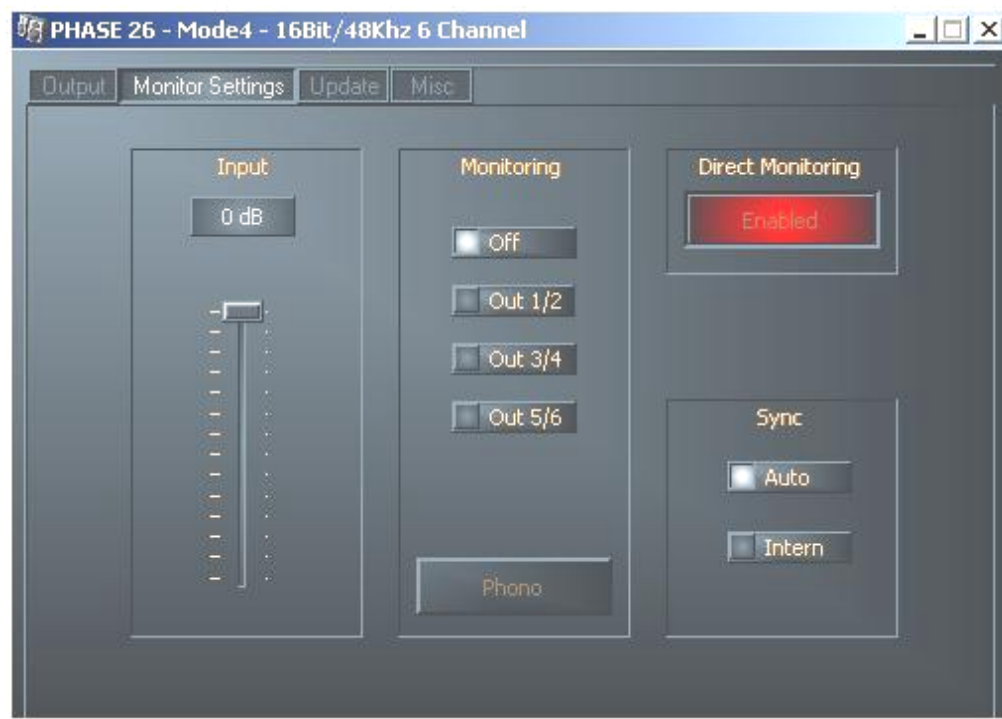 PHASE 26 - Mode4 - 16Bit/48Khz 6 Channel
Output Monitor Settings Update Misc
Input
0 dB
Monitoring
Off
Out 1/2
Out 3/4
Out 5/6
Phono
Direct Monitoring
Enabled
Sync
Auto
Intern